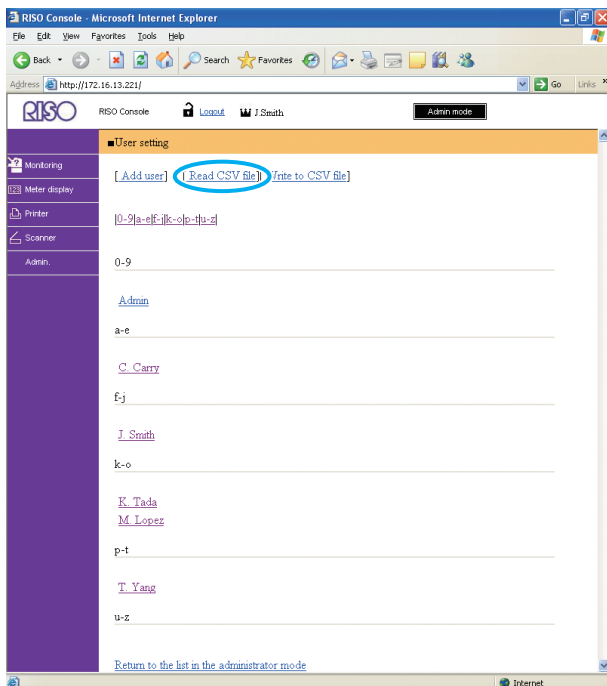 RISO Console - Microsoft Internet Explorer
File Edit View Favorites Tools Help
Back Search Favorites
Address http://172.16.13.221/ Go Links
RISO RISO Console Logout J.Smith Admin mode
■User setting
Monitoring
[ Add user] [ Read CSV file] Write to CSV file]
123 Meter display
Printer
|0-9|a-e|f-j|k-o|p-t|u-z|
Scanner
Admin.
0-9
Admin
a-e
C. Carry
f-j
J. Smith
k-o
K. Tada
M. Lopez
p-t
T. Yang
u-z
Return to the list in the administrator mode
Internet